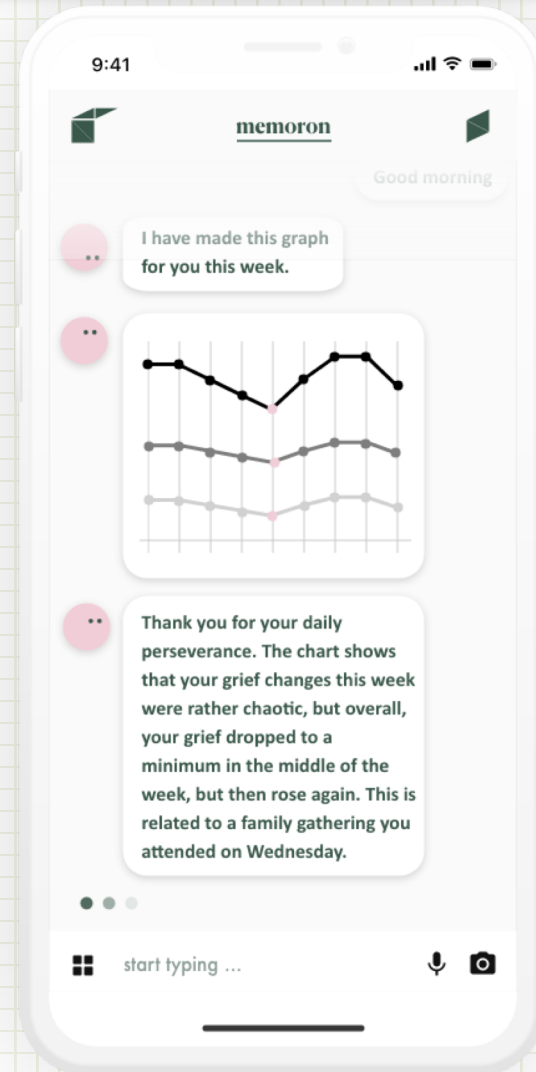 9:41
memoron
Good morning
I have made this graph
for you this week.
Thank you for your daily
perseverance. The chart shows
that your grief changes this week
were rather chaotic, but overall,
your grief dropped to a
minimum in the middle of the
week, but then rose again. This is
related to a family gathering you
attended on Wednesday.
start typing ...